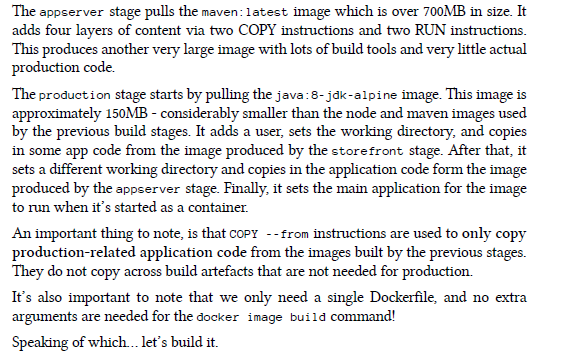 The appserver stage pulls the maven:latest image which is over 700MB in size. It
adds four layers of content via two COPY instructions and two RUN instructions.
This produces another very large image with lots of build tools and very little actual
production code.
The production stage starts by pulling the java:8-jdk-alpine image. This image is
approximately 150MB - considerably smaller than the node and maven images used
by the previous build stages. It adds a user, sets the working directory, and copies
in some app code from the image produced by the storefront stage. After that, it
sets a different working directory and copies in the application code form the image
produced by the appserver stage. Finally, it sets the main application for the image
to run when it's started as a container.
An important thing to note, is that COPY --from instructions are used to only copy
production-related application code from the images built by the previous stages.
They do not copy across build artefacts that are not needed for production.
It's also important to note that we only need a single Dockerfile, and no extra
arguments are needed for the docker image build command!
Speaking of which... let's build it.